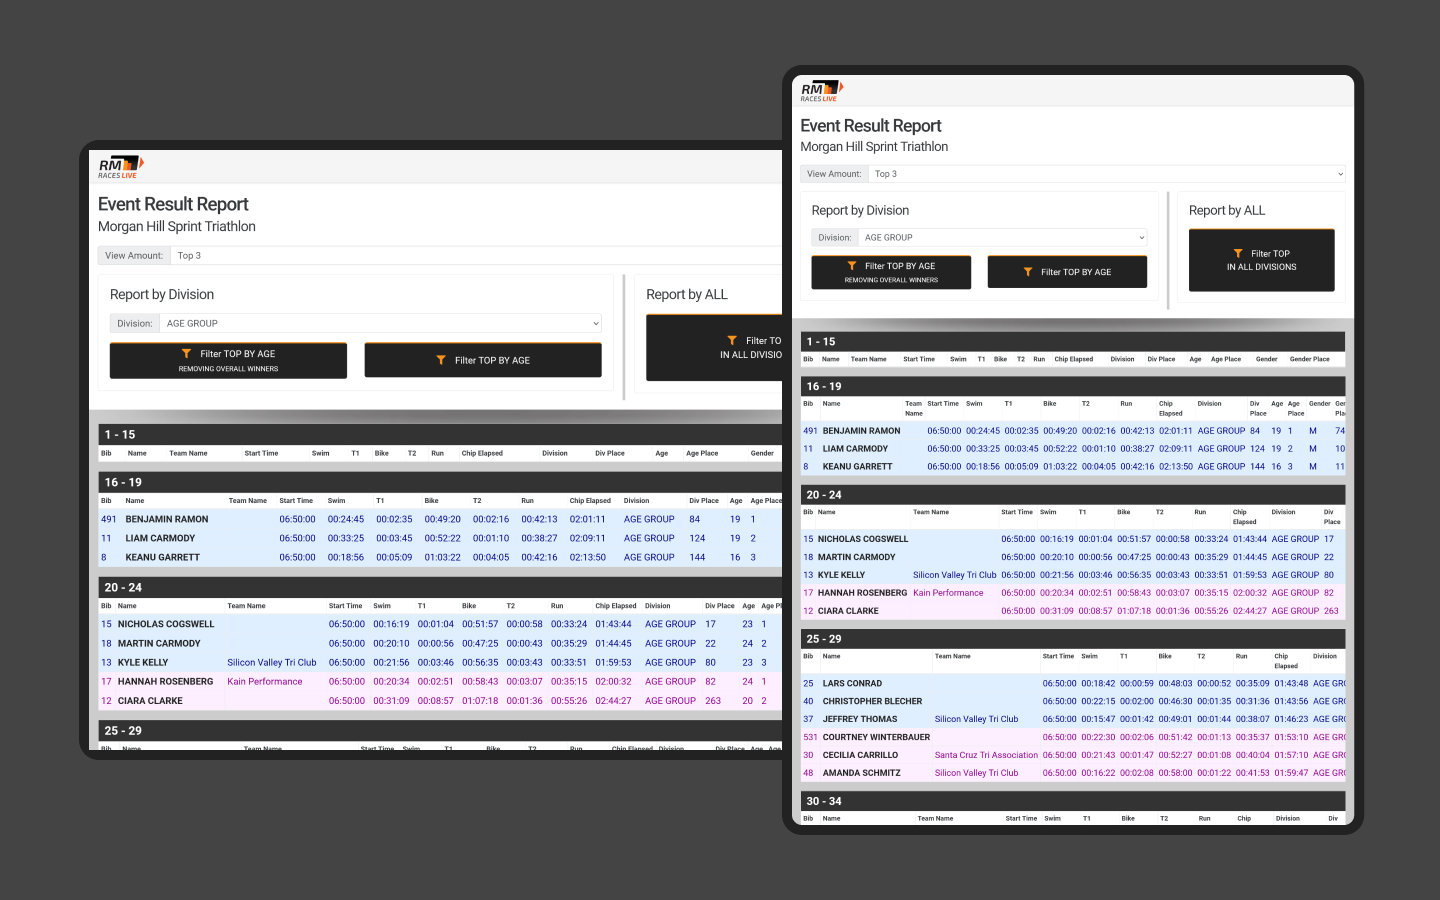 RM
RACES LIVE
Event Result Report
Morgan Hill Sprint Triathlon
View Amount: Top 3
Report by Division
Division: AGE GROUP
Filter TOP BY AGE
REMOVING OVERALL WINNERS
Filter TOP BY AGE
Report by ALL
Filter TO
IN ALL DIVISIO
1 - 15
Bib Name Team Name Start Time Swim T1 Bike T2 Run Chip Elapsed Division Div Place Age Age Place Gender
16 - 19
Bib Name Team Name Start Time Swim T1 Bike T2 Run Chip Elapsed Division Div Place Age Age Place
491 BENJAMIN RAMON 06:50:00 00:24:45 00:02:35 00:49:20 00:02:16 00:42:13 02:01:11 AGE GROUP 84 19 1
11 LIAM CARMODY 06:50:00 00:33:25 00:03:45 00:52:22 00:01:10 00:38:27 02:09:11 AGE GROUP 124 19 2
8 KEANU GARRETT 06:50:00 00:18:56 00:05:09 01:03:22 00:04:05 00:42:16 02:13:50 AGE GROUP 144 16 3
20 - 24
Bib Name Team Name Start Time Swim T1 Bike T2 Run Chip Elapsed Division Div Place Age Age Pl
15 NICHOLAS COGSWELL 06:50:00 00:16:19 00:01:04 00:51:57 00:00:58 00:33:24 01:43:44 AGE GROUP 17 23 1
18 MARTIN CARMODY 06:50:00 00:20:10 00:00:56 00:47:25 00:00:43 00:35:29 01:44:45 AGE GROUP 22 24 2
13 KYLE KELLY Silicon Valley Tri Club 06:50:00 00:21:56 00:03:46 00:56:35 00:03:43 00:33:51 01:59:53 AGE GROUP 80 23 3
17 HANNAH ROSENBERG Kain Performance 06:50:00 00:20:34 00:02:51 00:58:43 00:03:07 00:35:15 02:00:32 AGE GROUP 82 24 1
12 CIARA CLARKE 06:50:00 00:31:09 00:08:57 01:07:18 00:01:36 00:55:26 02:44:27 AGE GROUP 263 20 2
25 - 29
Bib Name Team Name Start Time Swim T1 Bike T2 Run Chip Elapsed Division Div Place Age Age
RM
RACES LIVE
Event Result Report
Morgan Hill Sprint Triathlon
View Amount: Top 3
Report by Division
Division: AGE GROUP
Filter TOP BY AGE
REMOVING OVERALL WINNERS
Filter TOP BY AGE
Report by ALL
Filter TOP
IN ALL DIVISIONS
1 - 15
Bib Name Team Name Start Time Swim T1 Bike T2 Run Chip Elapsed Division Div Place Age Age Place Gender Gender Place
16 - 19
Bib Name Team Name Start Time Swim T1 Bike T2 Run Chip Elapsed Division Div Place Age Age Place Gender Ger Pla
491 BENJAMIN RAMON 06:50:00 00:24:45 00:02:35 00:49:20 00:02:16 00:42:13 02:01:11 AGE GROUP 84 19 1 M 74
11 LIAM CARMODY 06:50:00 00:33:25 00:03:45 00:52:22 00:01:10 00:38:27 02:09:11 AGE GROUP 124 19 2 M 10
8 KEANU GARRETT 06:50:00 00:18:56 00:05:09 01:03:22 00:04:05 00:42:16 02:13:50 AGE GROUP 144 16 3 M 11
20 - 24
Bib Name Team Name Start Time Swim T1 Bike T2 Run Chip Elapsed Division Div Place
15 NICHOLAS COGSWELL 06:50:00 00:16:19 00:01:04 00:51:57 00:00:58 00:33:24 01:43:44 AGE GROUP 17
18 MARTIN CARMODY 06:50:00 00:20:10 00:00:56 00:47:25 00:00:43 00:35:29 01:44:45 AGE GROUP 22
13 KYLE KELLY Silicon Valley Tri Club 06:50:00 00:21:56 00:03:46 00:56:35 00:03:43 00:33:51 01:59:53 AGE GROUP 80
17 HANNAH ROSENBERG Kain Performance 06:50:00 00:20:34 00:02:51 00:58:43 00:03:07 00:35:15 02:00:32 AGE GROUP 82
12 CIARA CLARKE 06:50:00 00:31:09 00:08:57 01:07:18 00:01:36 00:55:26 02:44:27 AGE GROUP 263
25 - 29
Bib Name Team Name Start Time Swim T1 Bike T2 Run Chip Elapsed Division
25 LARS CONRAD 06:50:00 00:18:42 00:00:59 00:48:03 00:00:52 00:35:09 01:43:48 AGE GR
40 CHRISTOPHER BLECHER 06:50:00 00:22:15 00:02:00 00:46:30 00:01:35 00:31:36 01:43:56 AGE GR
37 JEFFREY THOMAS Silicon Valley Tri Club 06:50:00 00:15:47 00:01:42 00:49:01 00:01:44 00:38:07 01:46:23 AGE GR
531 COURTNEY WINTERBAUER 06:50:00 00:22:30 00:02:06 00:51:42 00:01:13 00:35:37 01:53:10 AGE GR
30 CECILIA CARRILLO Santa Cruz Tri Association 06:50:00 00:21:43 00:01:47 00:52:27 00:01:08 00:40:04 01:57:10 AGE GR
48 AMANDA SCHMITZ Silicon Valley Tri Club 06:50:00 00:16:22 00:02:08 00:58:00 00:01:22 00:41:53 01:59:47 AGE GR
30 - 34
Bib Name Team Name Start Time Swim T1 Bike T2 Run Chip Division Div